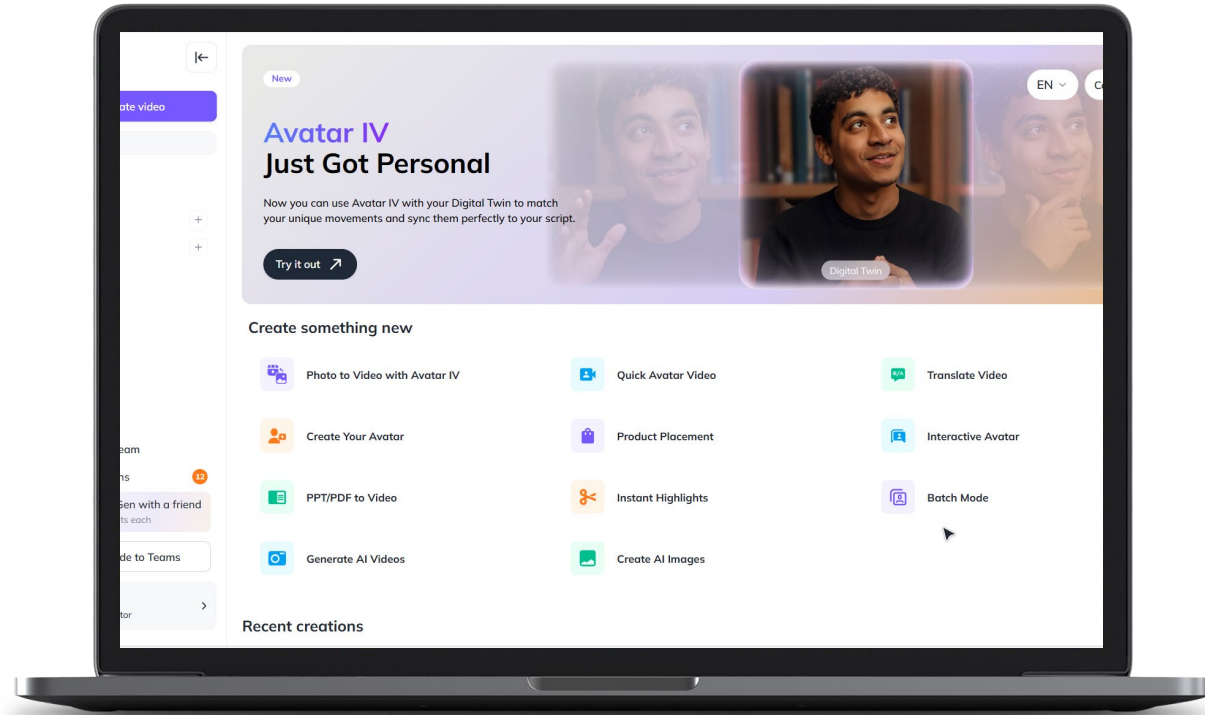 ate video
eam
ns
12
Gen with a friend
ts each
de to Teams
tor
New
Avatar IV
Just Got Personal
Now you can use Avatar IV with your Digital Twin to match
your unique movements and sync them perfectly to your script.
Try it out
Digital Twin
EN
Create something new
Photo to Video with Avatar IV
Quick Avatar Video
Translate Video
Create Your Avatar
Product Placement
Interactive Avatar
PPT/PDF to Video
Instant Highlights
Batch Mode
Generate AI Videos
Create AI Images
Recent creations